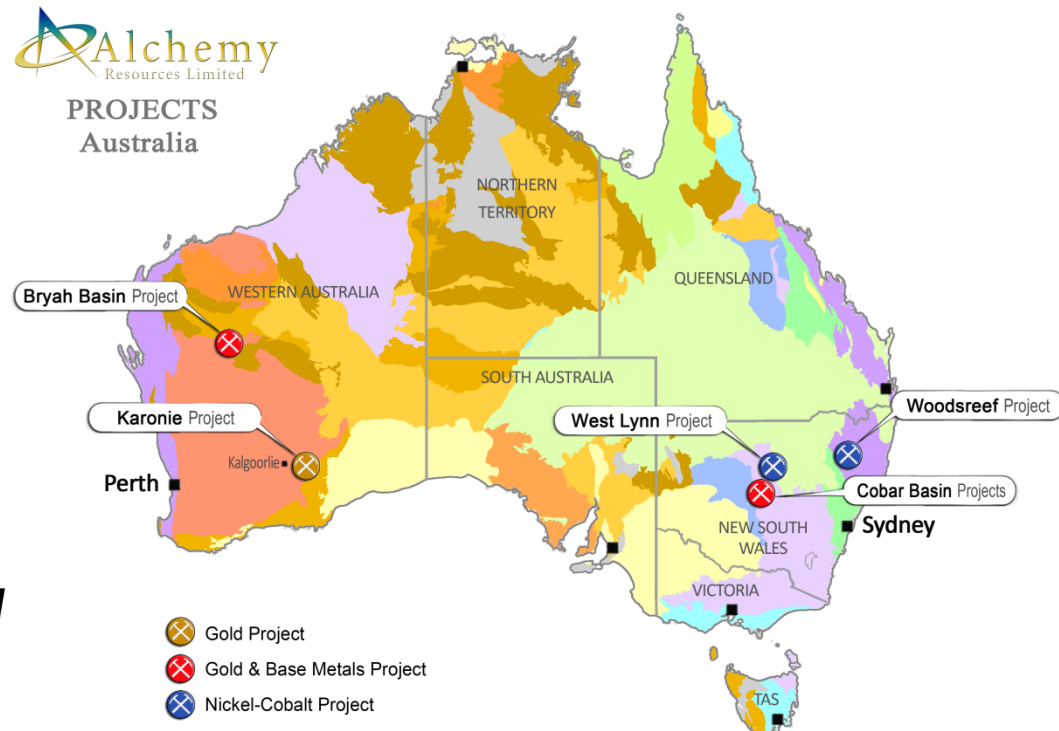 Alchemy
Resources Limited
PROJECTS
Australia
NORTHERN
TERRITORY
QUEENSLAND
WESTERN AUSTRALIA
Bryah Basin Project
SOUTH AUSTRALIA
Karonie Project
West Lynn Project
Woodsreef Project
Kalgoorlie
Perth
Cobar Basin Projects
Sydney
NEW SOUTH
WALES
VICTORIA
Gold Project
Gold & Base Metals Project
Nickel-Cobalt Project
TAS